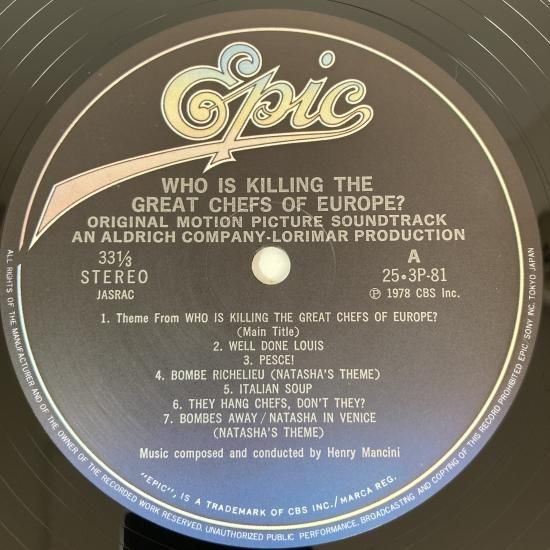 Epic
WHO IS KILLING THE
GREAT CHEFS OF EUROPE?
ORIGINAL MOTION PICTURE SOUNDTRACK
AN ALDRICH COMPANY-LORIMAR PRODUCTION
33⅓
STEREO
JASRAC
A
25•3P-81
Ⓟ 1978 CBS Inc.
1. Theme From WHO IS KILLING THE GREAT CHEFS OF EUROPE?
(Main Title)
2. WELL DONE LOUIS
3. PESCE!
4. BOMBE RICHELIEU (NATASHA'S THEME)
5. ITALIAN SOUP
6. THEY HANG CHEFS, DON'T THEY?
7. BOMBES AWAY/NATASHA IN VENICE
(NATASHA'S THEME)
Music composed and conducted by Henry Mancini
"EPIC", IS A TRADEMARK OF CBS INC./MARCA REG.
ALL RIGHTS OF THE MANUFACTURER AND OF THE OWNER OF THE RECORDED WORK RESERVED. UNAUTHORIZED PUBLIC PERFORMANCE, BROADCASTING AND COPYING OF THIS RECORD PROHIBITED EPIC/SONY INC. TOKYO JAPAN